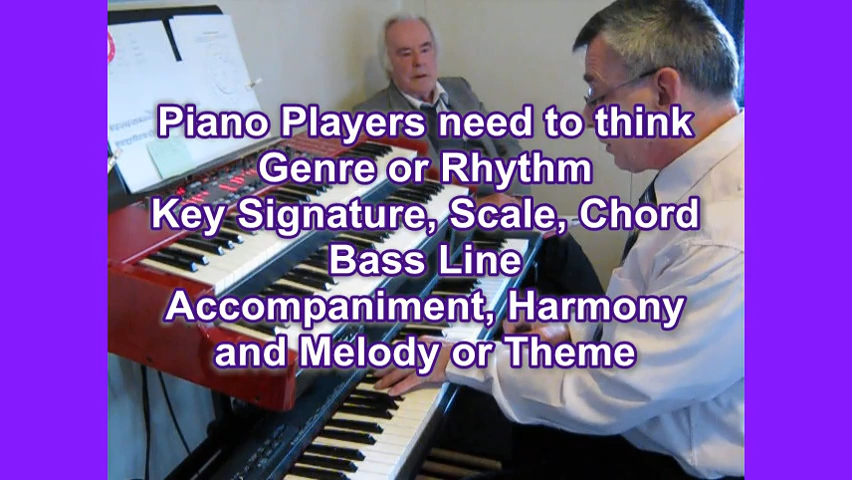 Piano Players need to think
Genre or Rhythm
Key Signature, Scale, Chord
Bass Line
Accompaniment, Harmony
and Melody or Theme